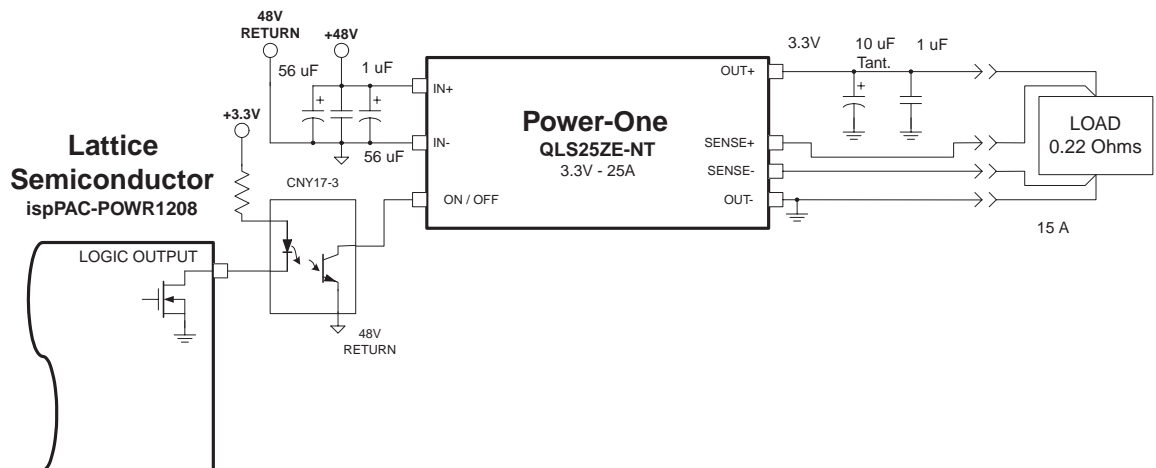 48V
RETURN
+48V
56 uF
1 uF
+
+
56 uF
+3.3V
Lattice
Semiconductor
ispPAC-POWR1208
LOGIC OUTPUT
CNY17-3
48V
RETURN
IN+
IN-
ON / OFF
Power-One
QLS25ZE-NT
3.3V - 25A
OUT+
SENSE+
SENSE-
OUT-
3.3V
10 uF
Tant.
1 uF
+
LOAD
0.22 Ohms
15 A